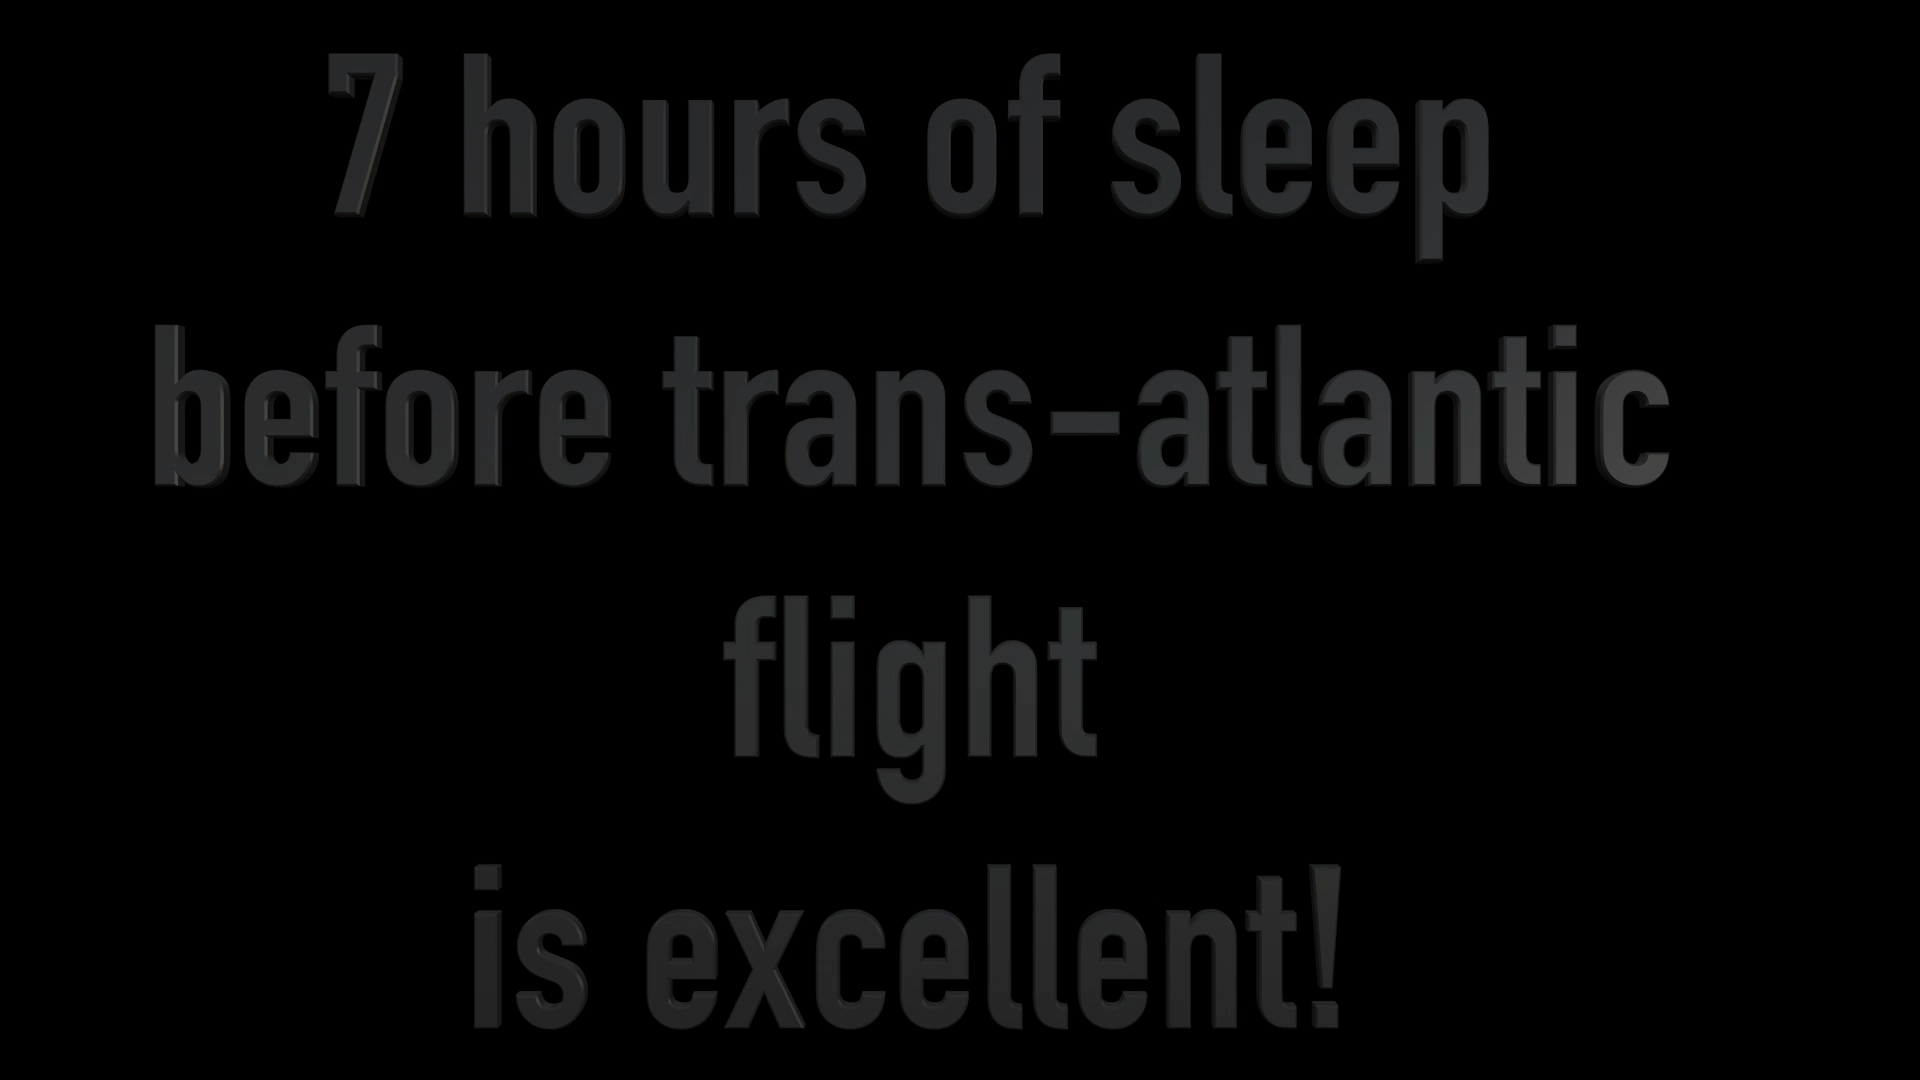 7 hours of sleep
before trans-atlantic
flight
is excellent!